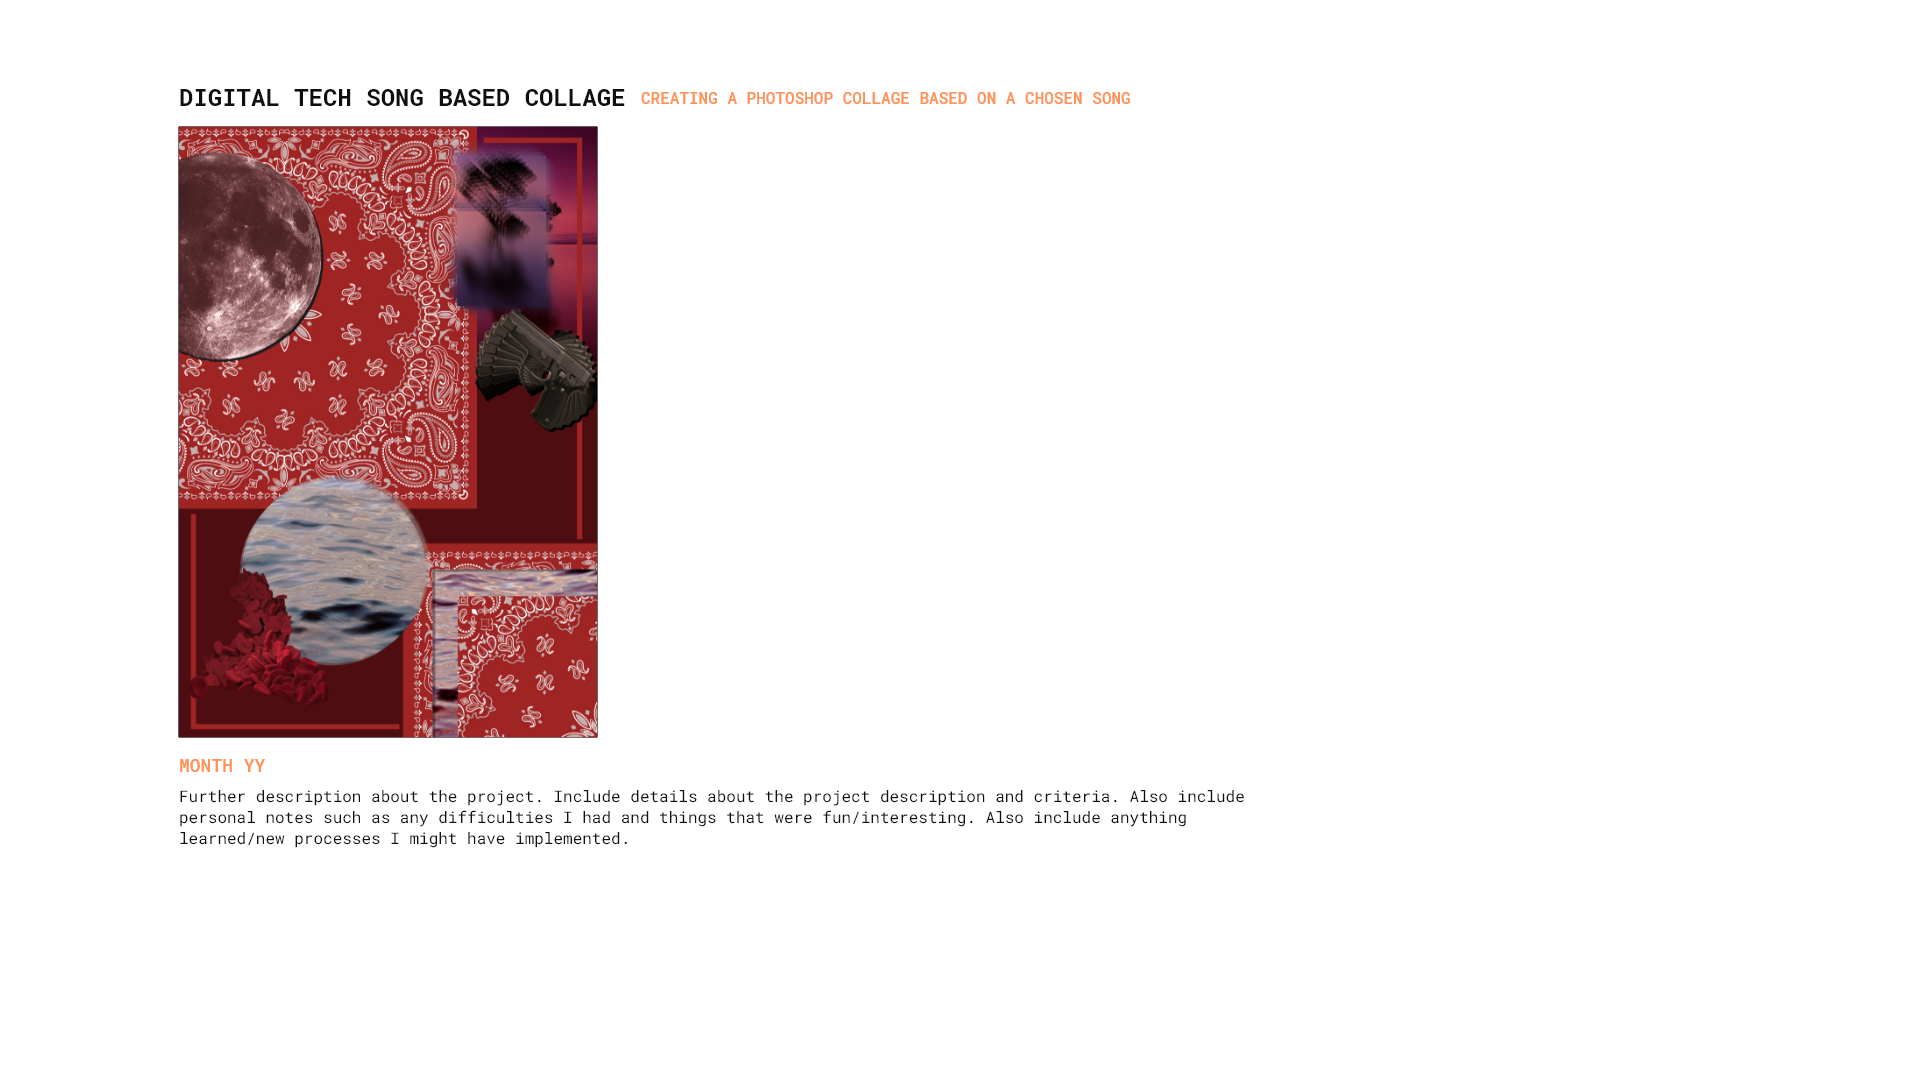 DIGITAL TECH SONG BASED COLLAGE CREATING A PHOTOSHOP COLLAGE BASED ON A CHOSEN SONG
MONTH YY
Further description about the project. Include details about the project description and criteria. Also include
personal notes such as any difficulties I had and things that were fun/interesting. Also include anything
learned/new processes I might have implemented.